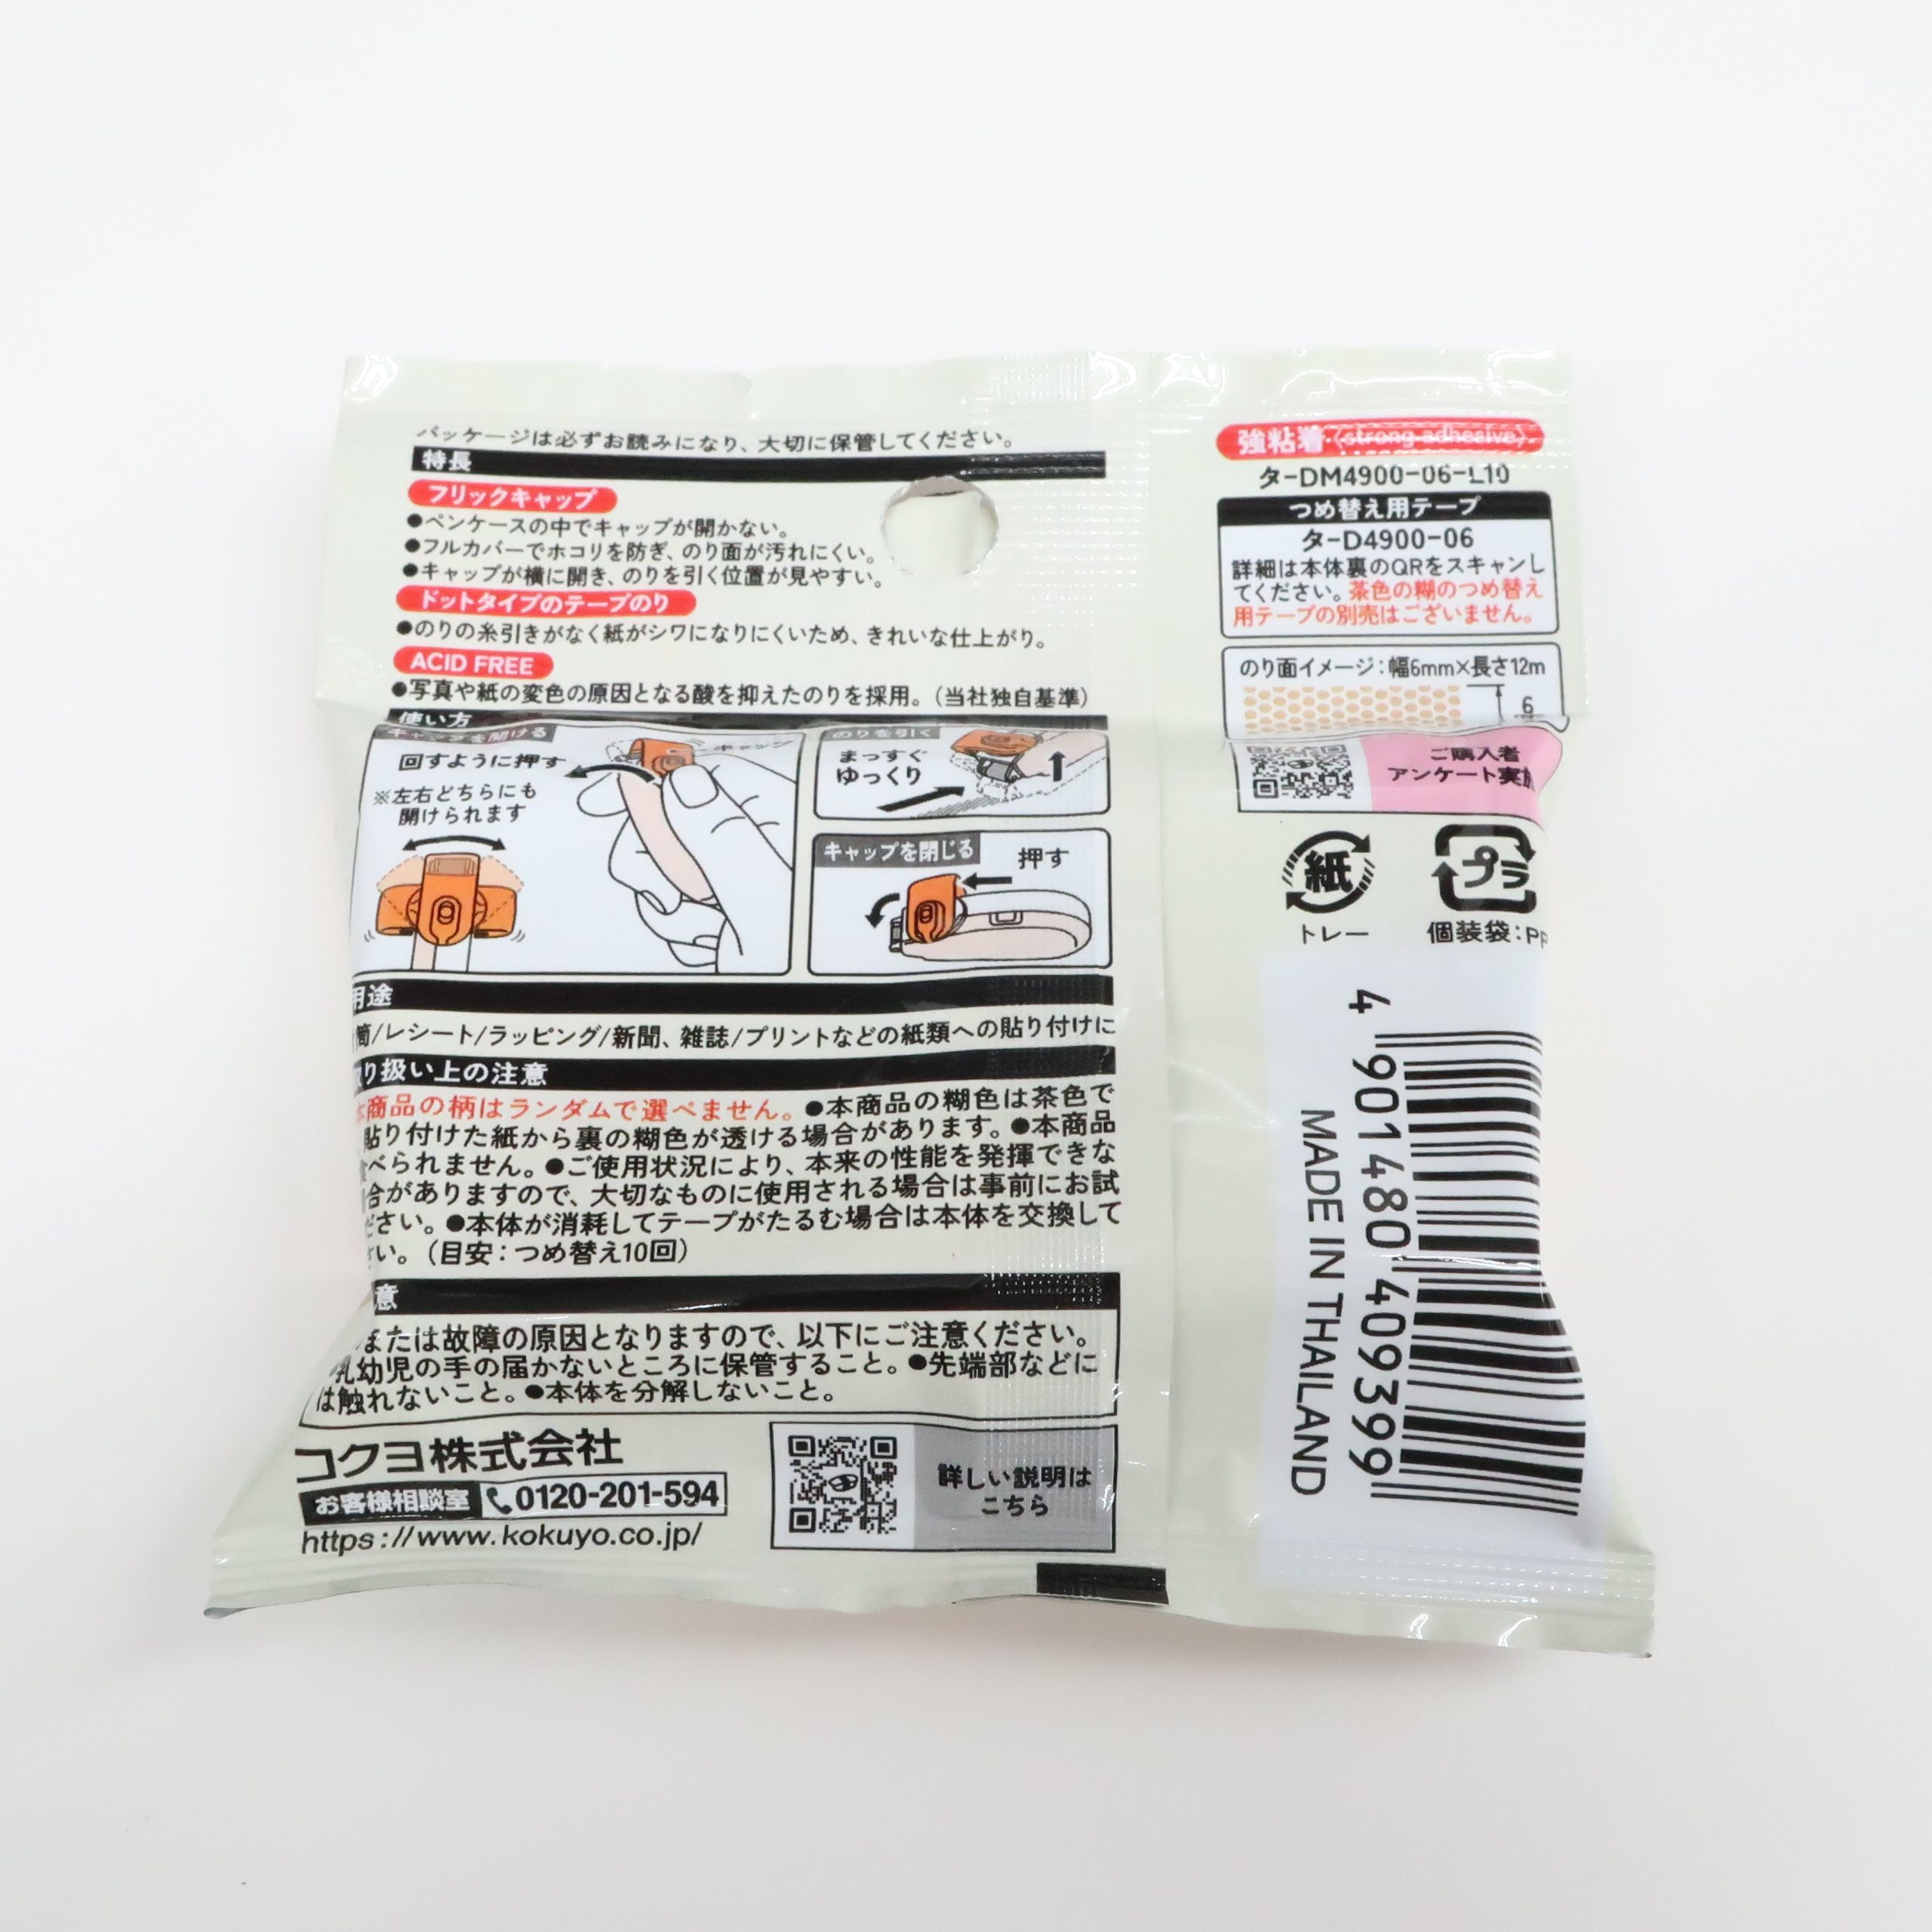 パッケージは必ずお読みになり、大切に保管してください。
特長
フリックキャップ
●ペンケースの中でキャップが開かない。
●フルカバーでホコリを防ぎ、のり面が汚れにくい。
●キャップが横に開き、のりを引く位置が見やすい。
ドットタイプのテープのり
●のりの糸引きがなく紙がシワになりにくいため、きれいな仕上がり。
ACID FREE
●写真や紙の変色の原因となる酸を抑えたのりを採用。(当社独自基準)
使い方
キャップを開ける
回すように押す
キャップ
※左右どちらにも
開けられます
のりを引く
まっすぐ
ゆっくり
キャップを閉じる
押す
用途
筒/レシート/ラッピング/新聞、雑誌/プリントなどの紙類への貼り付けに
取り扱い上の注意
本商品の柄はランダムで選べません。●本商品の糊色は茶色で
貼り付けた紙から裏の糊色が透ける場合があります。●本商品
食べられません。●ご使用状況により、本来の性能を発揮できな
合がありますので、大切なものに使用される場合は事前にお試
ださい。●本体が消耗してテープがたるむ場合は本体を交換して
さい。(目安:つめ替え10回)
意
または故障の原因となりますので、以下にご注意ください。
乳幼児の手の届かないところに保管すること。●先端部などに
は触れないこと。●本体を分解しないこと。
コクヨ株式会社
お客様相談室 0120-201-594
https://www.kokuyo.co.jp/
詳しい説明は
こちら
強粘着〈strong adhesive〉
タ-DM4900-06-L10
つめ替え用テープ
タ-D4900-06
詳細は本体裏のQRをスキャンし
てください。茶色の糊のつめ替え
用テープの別売はございません。
のり面イメージ:幅6mm×長さ12m
6
ご購入者
アンケート実施
紙
トレー
プラ
個装袋:PP
4 901480 409399
MADE IN THAILAND